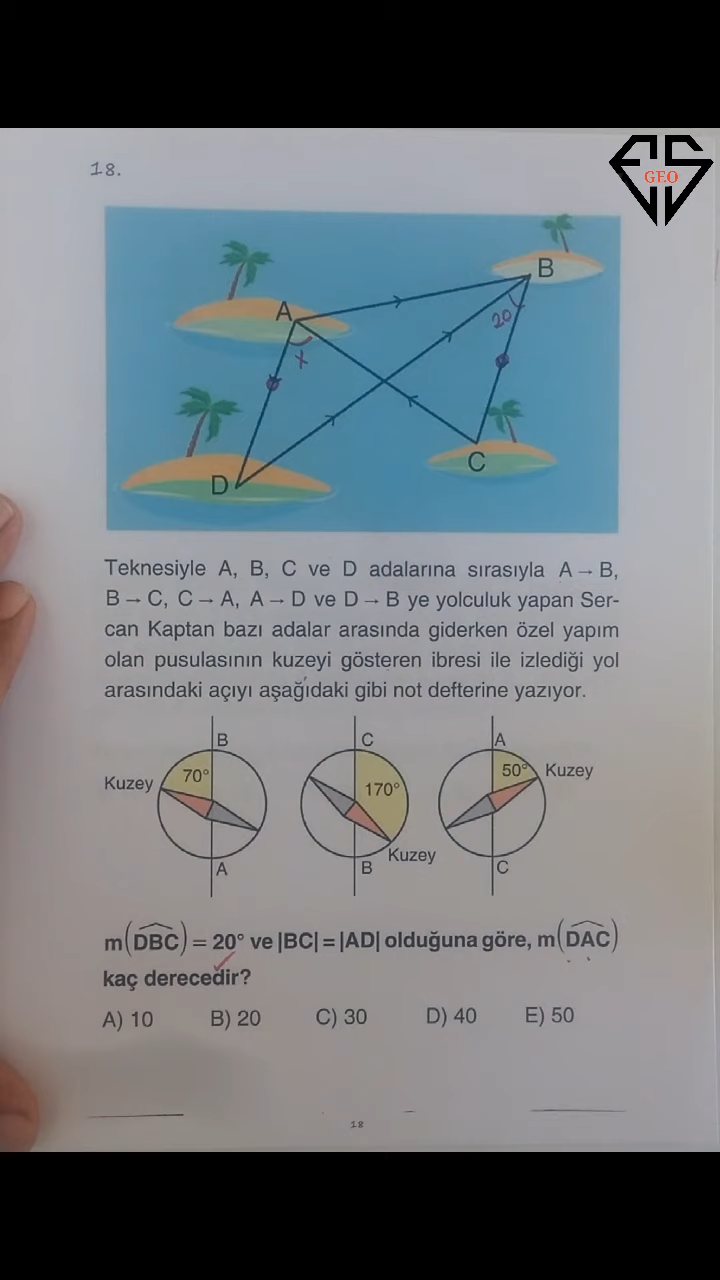 GEO
18.
B
A
20
x
C
D
Teknesiyle A, B, C ve D adalarına sırasıyla A → B,
B → C, C → A, A → D ve D → B ye yolculuk yapan Ser-
can Kaptan bazı adalar arasında giderken özel yapım
olan pusulasının kuzeyi gösteren ibresi ile izlediği yol
arasındaki açıyı aşağıdaki gibi not defterine yazıyor.
B C A
Kuzey 70° 170° 50° Kuzey
Kuzey
A B C
m(DBC) = 20° ve |BC| = |AD| olduğuna göre, m(DAC)
kaç derecedir?
A) 10 B) 20 C) 30 D) 40 E) 50
18